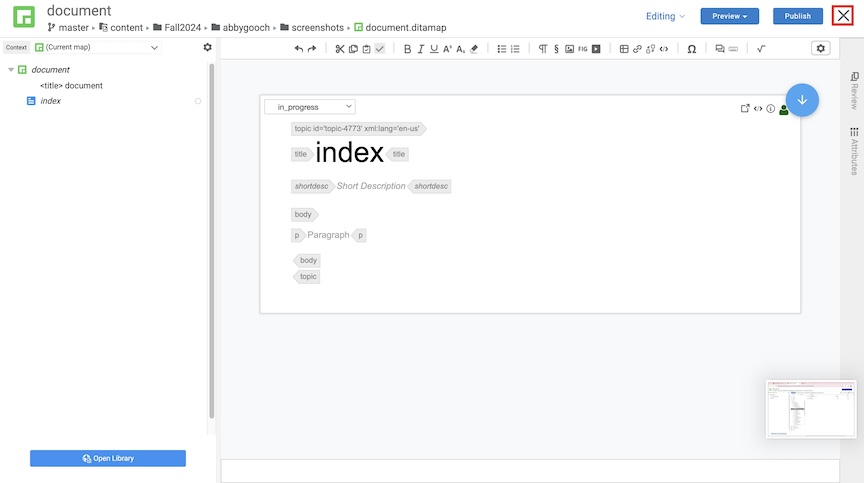 document
master ▸ content ▸ Fall2024 ▸ abbygooch ▸ screenshots ▸ document.ditamap
Editing
Preview
Publish
Context
(Current map)
document
<title> document
index
Open Library
B I U A A
FIG
Ω
in_progress
topic id='topic-4773' xml:lang='en-us'
title index title
shortdesc Short Description shortdesc
body
p Paragraph p
body
topic
Review
Attributes